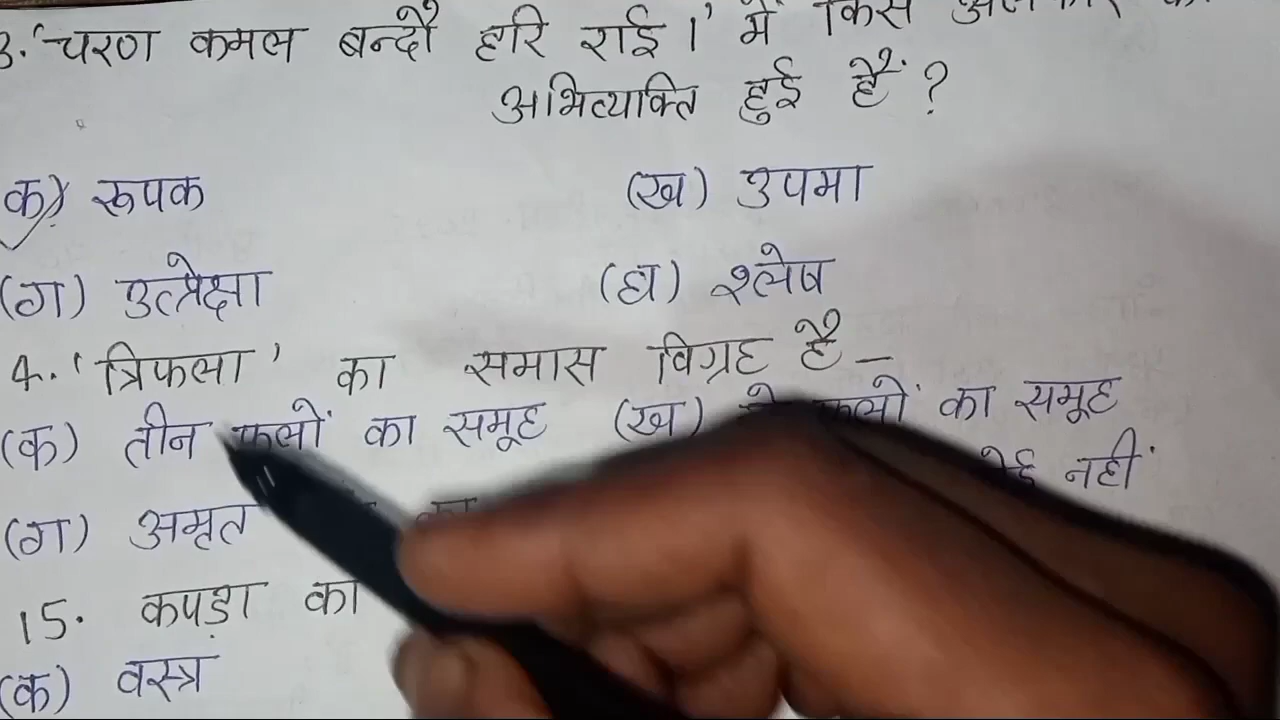 3. 'चरण कमल बन्दौ हरि राई।' में किस
अभिव्यक्ति हुई हैं ?
(क) रूपक (ख) उपमा
(ग) उत्प्रेक्षा (घ) श्लेष
4. 'त्रिफला' का समास विग्रह है –
(क) तीन फलों का समूह (ख) फलों का समूह
(ग) अमृत नहीं
15. कपड़ा का
(क) वस्त्र